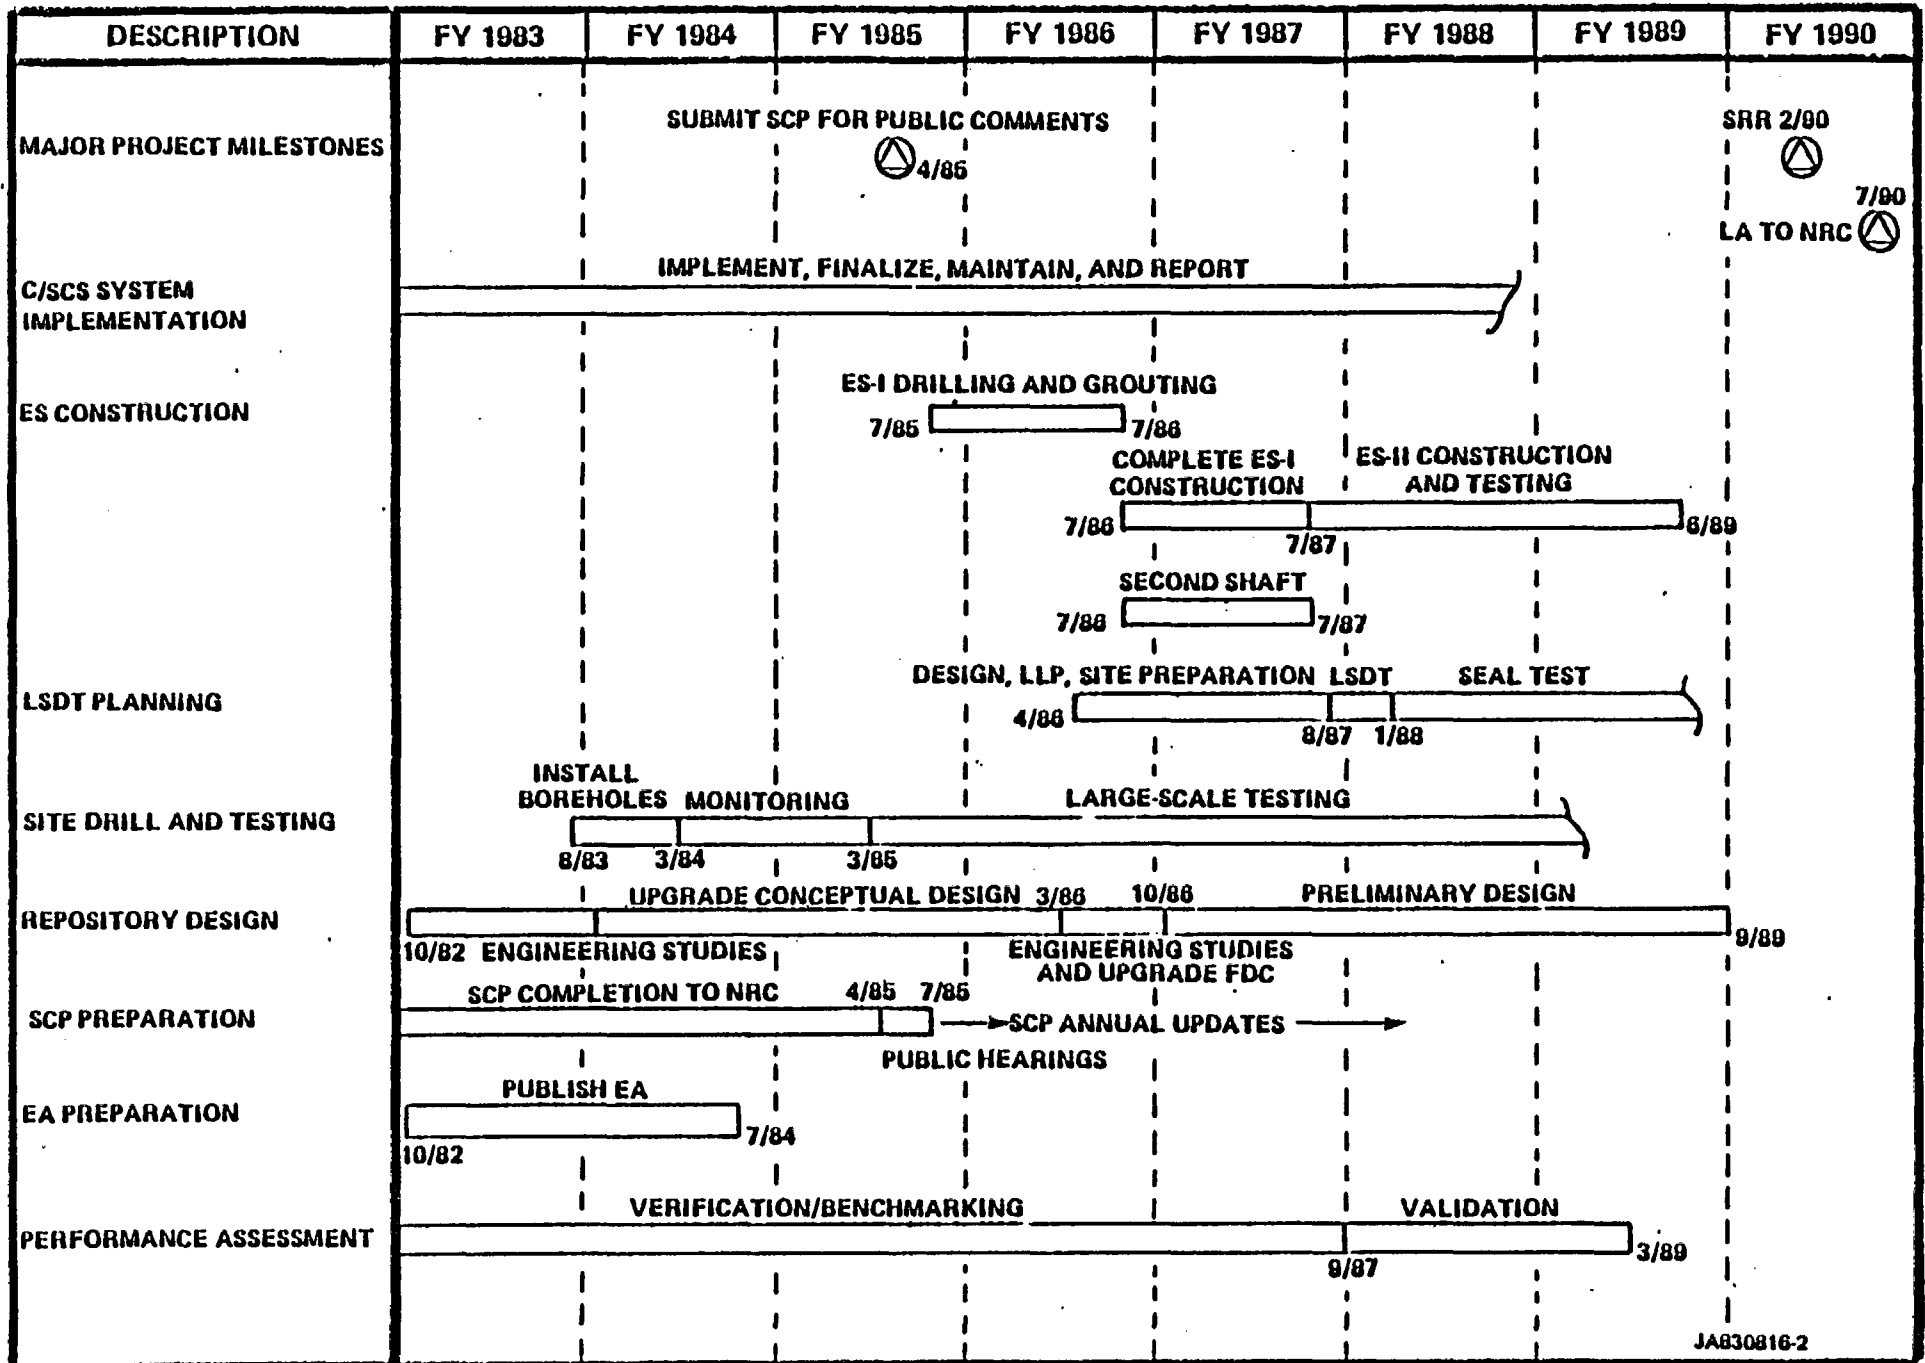 DESCRIPTION FY 1983 FY 1984 FY 1985 FY 1986 FY 1987 FY 1988 FY 1989 FY 1990
SUBMIT SCP FOR PUBLIC COMMENTS SRR 2/90
MAJOR PROJECT MILESTONES 4/85
7/90
LA TO NRC
IMPLEMENT, FINALIZE, MAINTAIN, AND REPORT
C/SCS SYSTEM
IMPLEMENTATION
ES-I DRILLING AND GROUTING
ES CONSTRUCTION 7/85 7/86
COMPLETE ES-I ES-II CONSTRUCTION
CONSTRUCTION AND TESTING
7/86 6/89
7/87
SECOND SHAFT
7/86 7/87
DESIGN, LLP, SITE PREPARATION LSDT SEAL TEST
LSDT PLANNING 4/86
8/87 1/88
INSTALL
BOREHOLES MONITORING LARGE-SCALE TESTING
SITE DRILL AND TESTING
8/83 3/84 3/85
UPGRADE CONCEPTUAL DESIGN 3/86 10/86 PRELIMINARY DESIGN
REPOSITORY DESIGN
9/89
10/82 ENGINEERING STUDIES ENGINEERING STUDIES
AND UPGRADE FDC
SCP COMPLETION TO NRC 4/85 7/85
SCP PREPARATION SCP ANNUAL UPDATES
PUBLIC HEARINGS
PUBLISH EA
EA PREPARATION
7/84
10/82
VERIFICATION/BENCHMARKING VALIDATION
PERFORMANCE ASSESSMENT 3/89
9/87
JAB30816-2